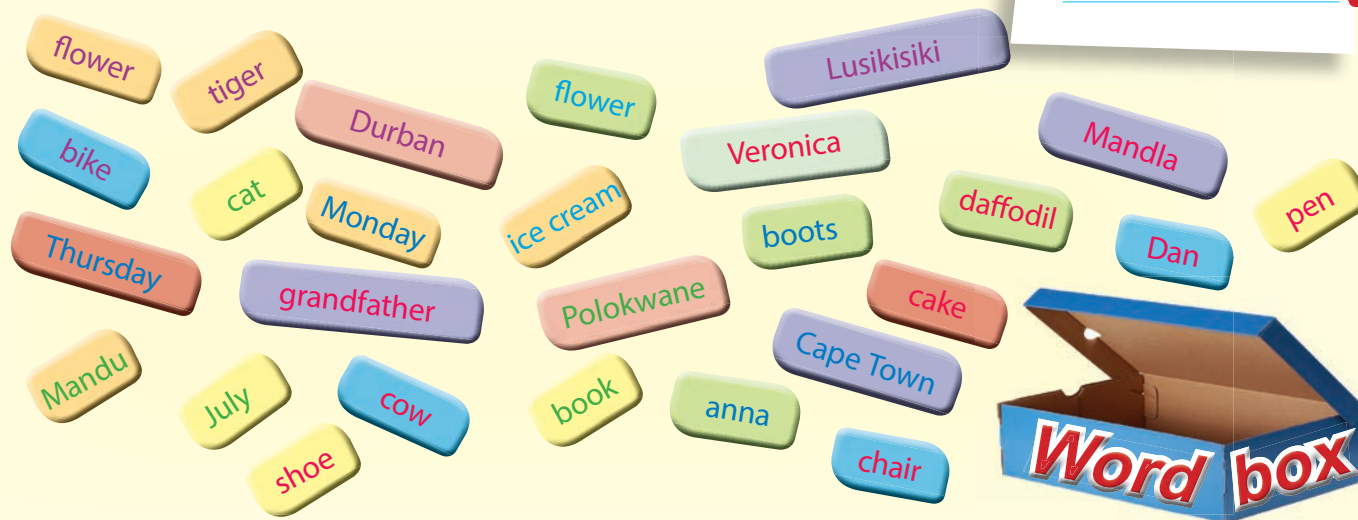 flower
tiger
Durban
flower
Lusikisiki
bike
cat
Monday
ice cream
Veronica
Mandla
boots
daffodil
Dan
pen
Thursday
grandfather
Polokwane
cake
Cape Town
Mandu
July
cow
book
anna
shoe
chair
Word box